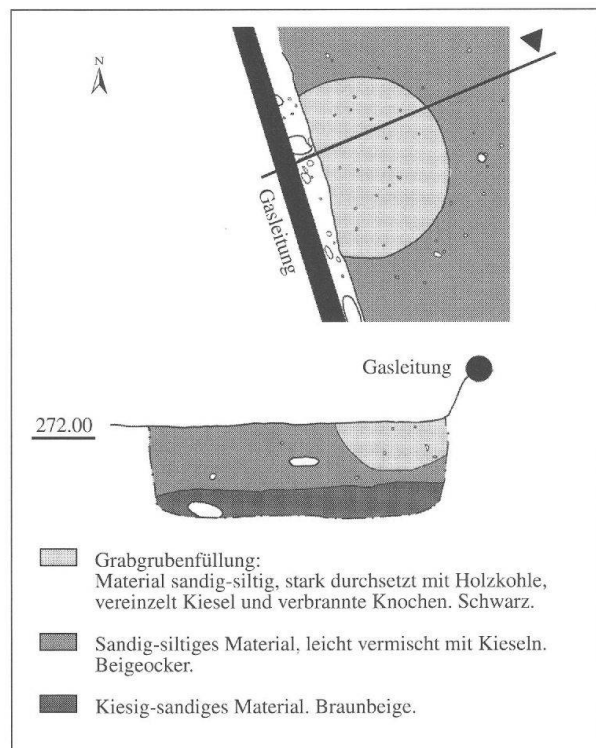 N
Gasleitung
Gasleitung
272.00
Grabgrubenfüllung:
Material sandig-siltig, stark durchsetzt mit Holzkohle,
vereinzelt Kiesel und verbrannte Knochen. Schwarz.
Sandig-siltiges Material, leicht vermischt mit Kieseln.
Beigeocker.
Kiesig-sandiges Material. Braunbeige.